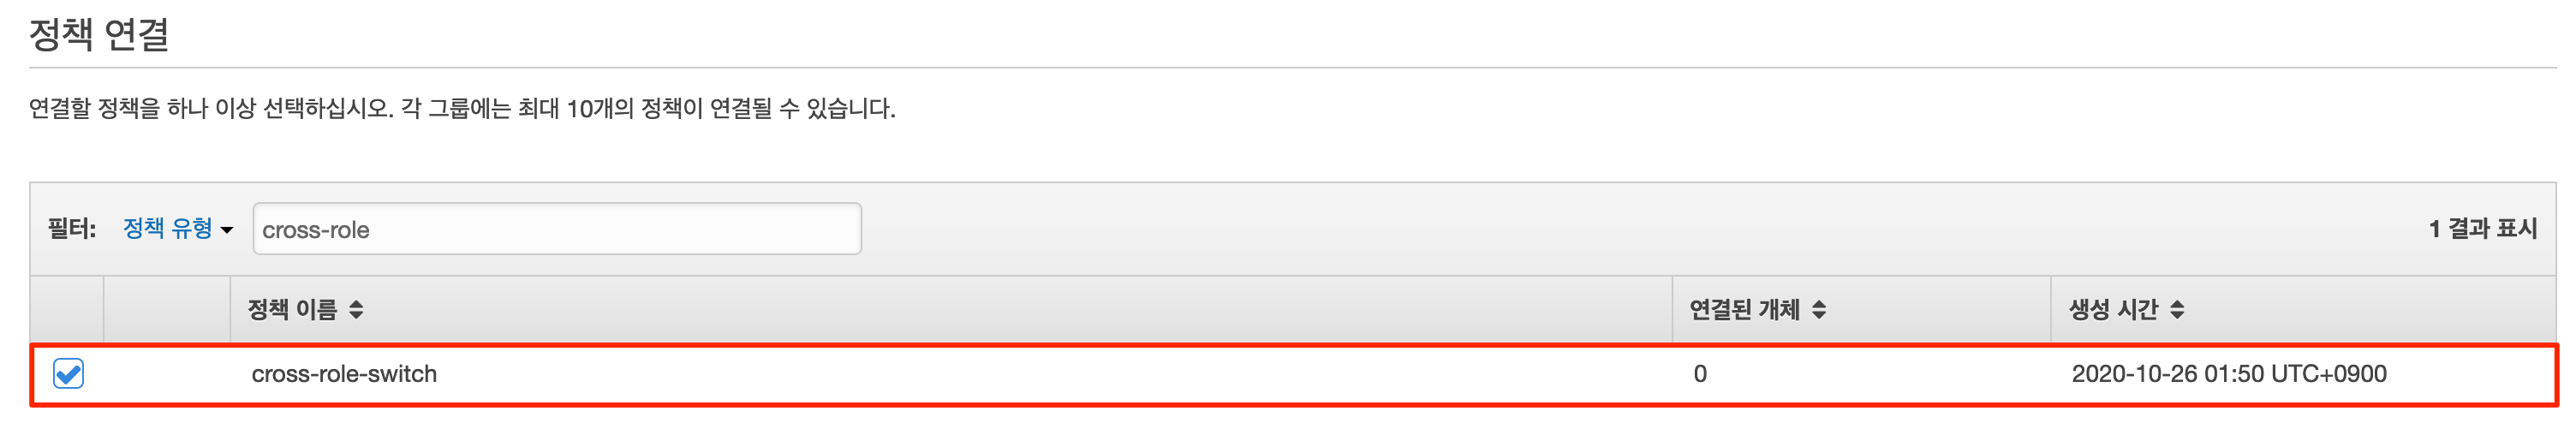 정책 연결
연결할 정책을 하나 이상 선택하십시오. 각 그룹에는 최대 10개의 정책이 연결될 수 있습니다.
필터: 정책 유형 cross-role 1 결과 표시
정책 이름 연결된 개체 생성 시간
cross-role-switch 0 2020-10-26 01:50 UTC+0900